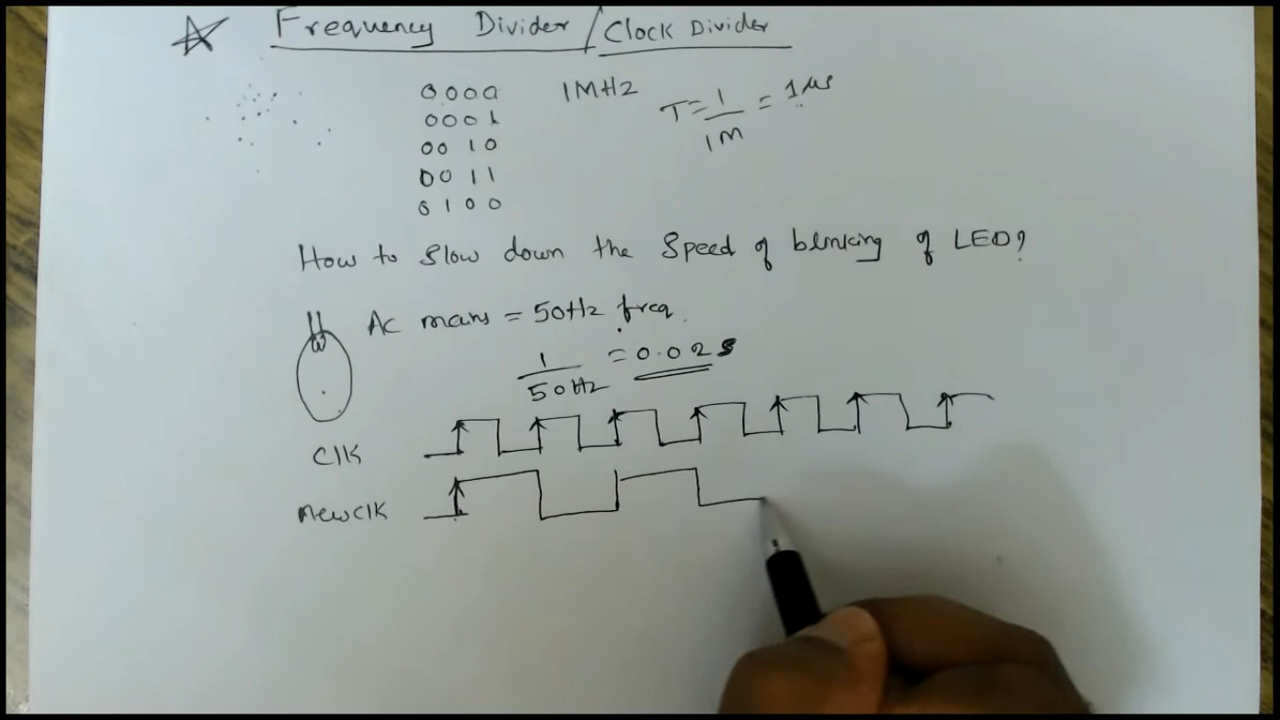 Frequency Divider / Clock Divider
0000 1MHz T = 1/1M = 1μs
0001
0010
0011
0100
How to slow down the speed of blinking of LED?
AC mans = 50Hz freq.
1/50Hz = 0.02s
Clk
newclk